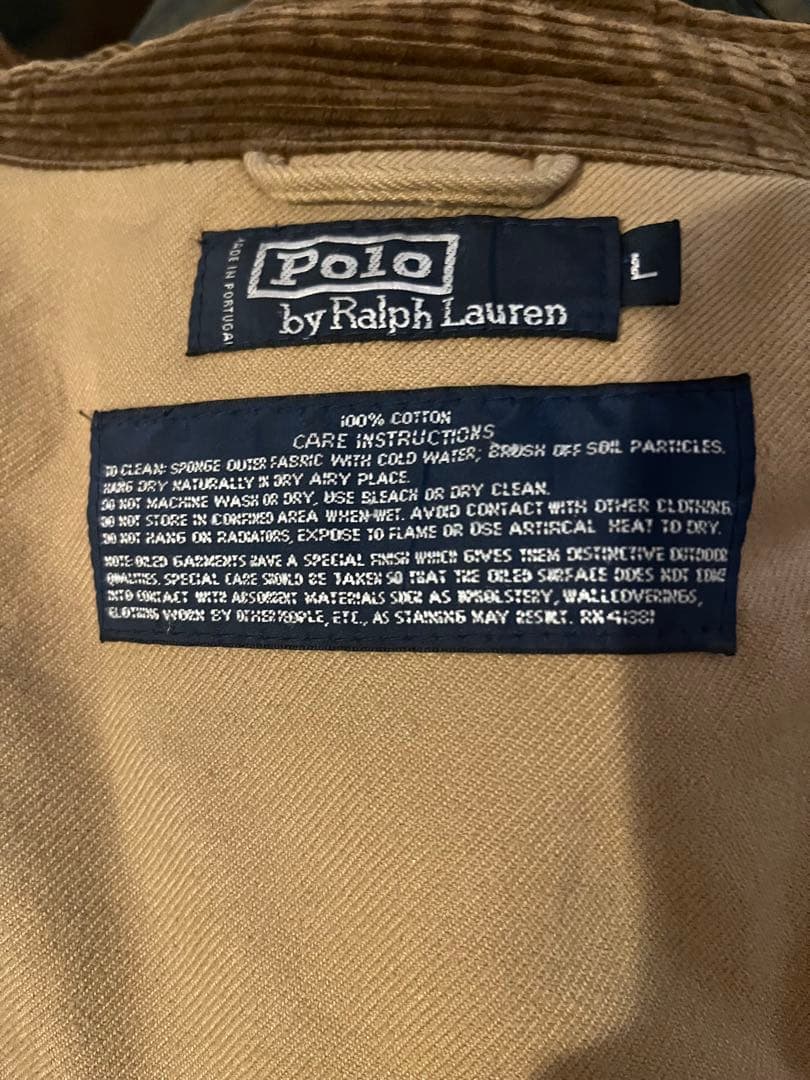 MADE IN PORTUGAL
Polo
by Ralph Lauren
L
100% COTTON
CARE INSTRUCTIONS
TO CLEAN: SPONGE OUTER FABRIC WITH COLD WATER; BRUSH OFF SOIL PARTICLES.
HANG DRY NATURALLY IN DRY AIRY PLACE.
DO NOT MACHINE WASH OR DRY, USE BLEACH OR DRY CLEAN.
DO NOT STORE IN CONFINED AREA WHEN WET. AVOID CONTACT WITH OTHER CLOTHING.
DO NOT HANG ON RADIATORS, EXPOSE TO FLAME OR USE ARTIFICAL HEAT TO DRY.
NOTE: OILED GARMENTS HAVE A SPECIAL FINISH WHICH GIVES THEM DISTINCTIVE OUTDOOR
QUALITIES. SPECIAL CARE SHOULD BE TAKEN SO THAT THE OILED SURFACE DOES NOT COME
INTO CONTACT WITH ABSORBENT MATERIALS SUCH AS UPHOLSTERY, WALLCOVERINGS,
CLOTHING WORN BY OTHER PEOPLE, ETC., AS STAINING MAY RESULT. RN 41381